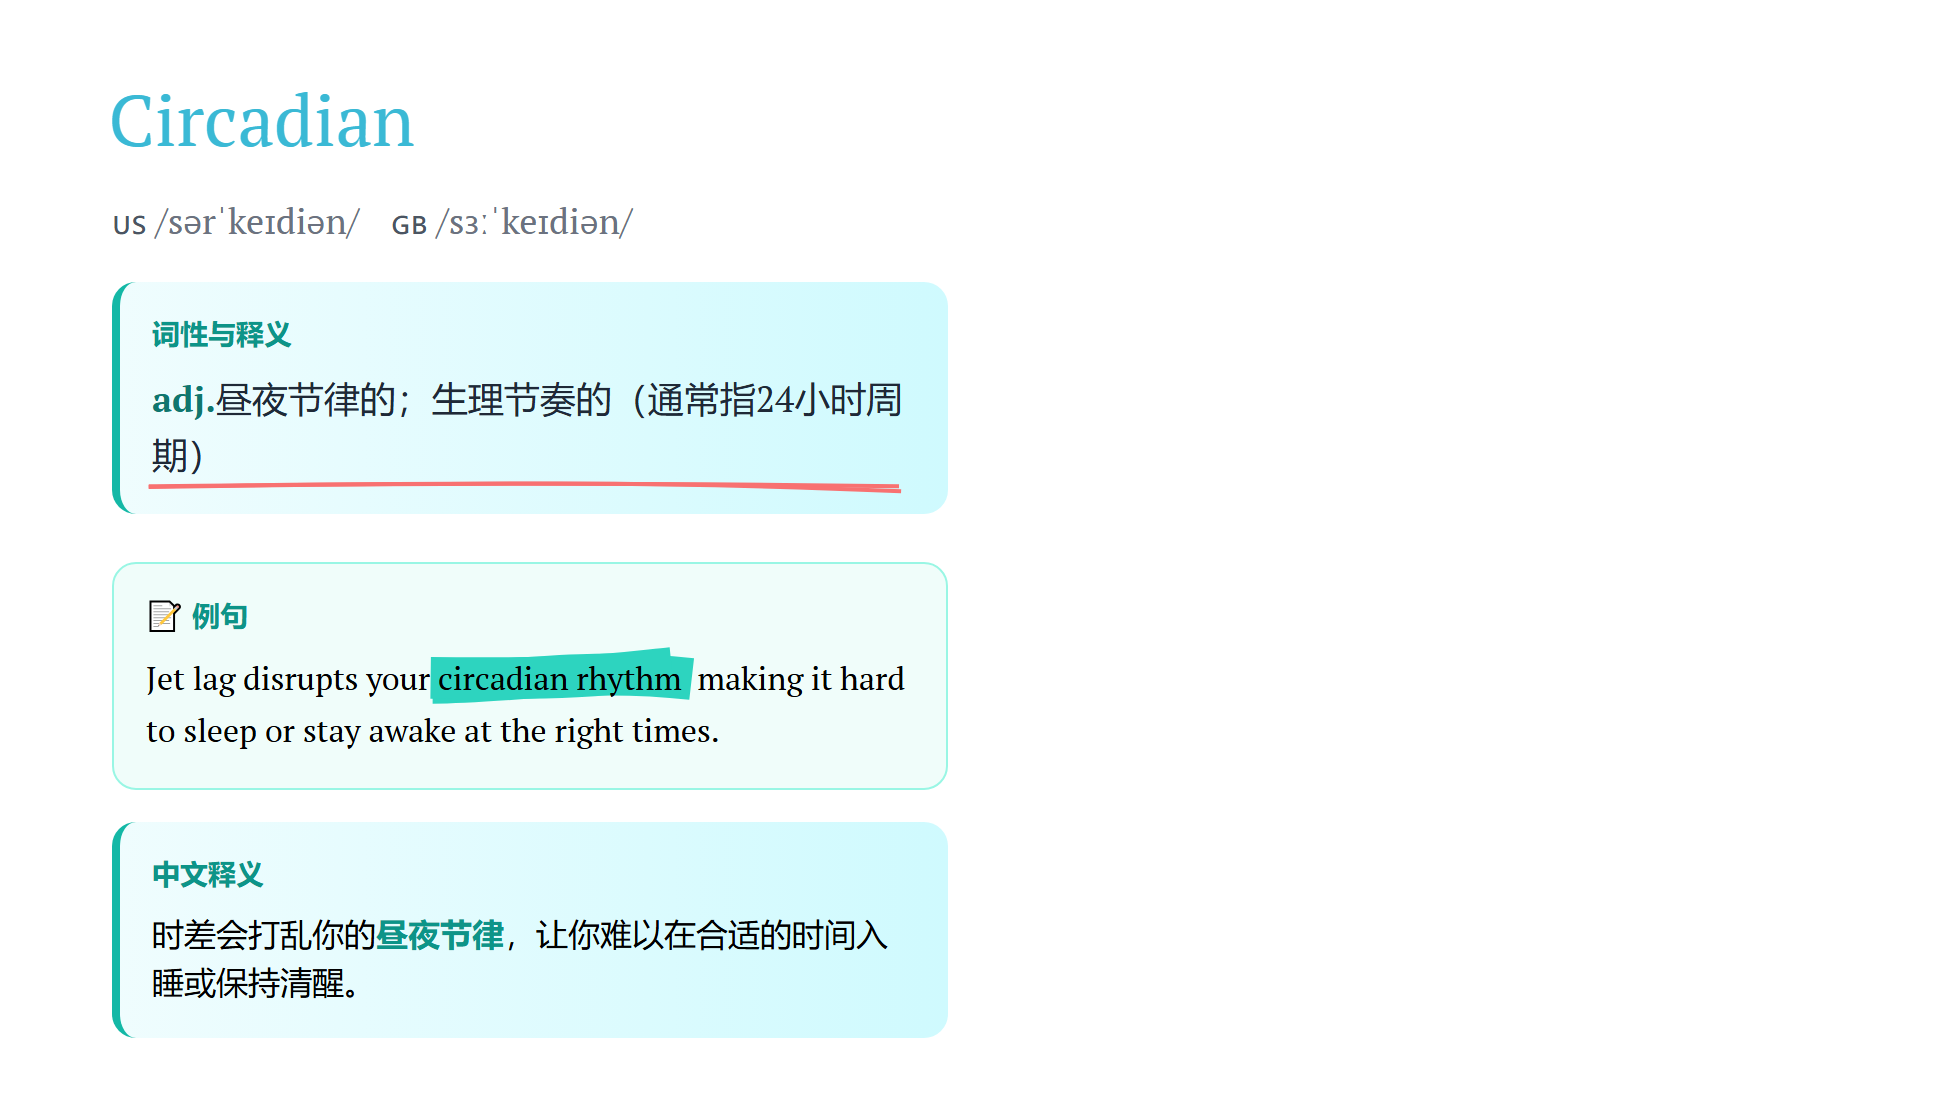 Circadian
US /sərˈkeɪdiən/ GB /sɜːˈkeɪdiən/
词性与释义
adj.昼夜节律的；生理节奏的（通常指24小时周
期）
📝 例句
Jet lag disrupts your circadian rhythm making it hard
to sleep or stay awake at the right times.
中文释义
时差会打乱你的昼夜节律，让你难以在合适的时间入
睡或保持清醒。